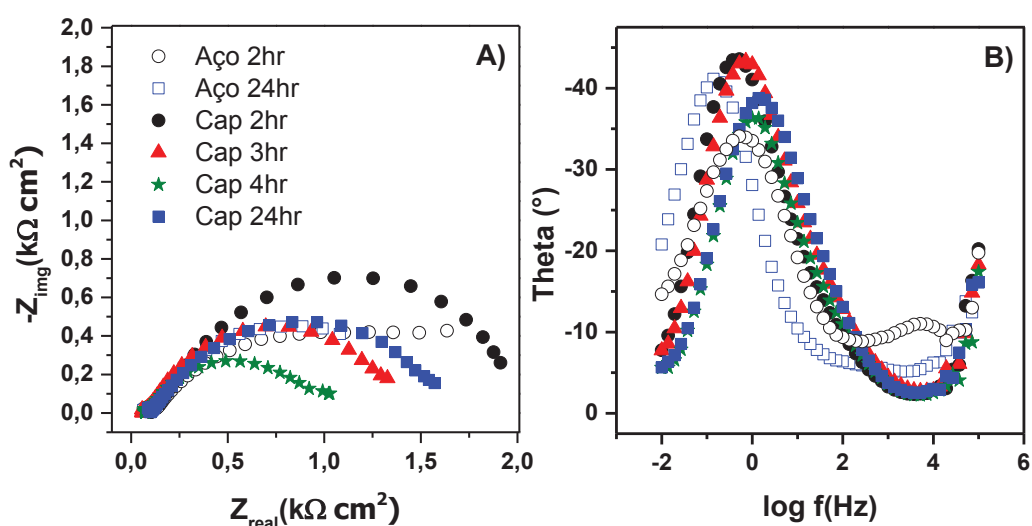 A)
Aço 2hr
Aço 24hr
Cap 2hr
Cap 3hr
Cap 4hr
Cap 24hr
2,0
1,8
1,6
1,4
1,2
1,0
0,8
0,6
0,4
0,2
0,0
-Zimg(kΩ cm²)
0,0
0,5
1,0
1,5
2,0
Zreal(kΩ cm²)
B)
-40
-30
-20
-10
0
Theta (°)
-2
0
2
4
6
log f(Hz)